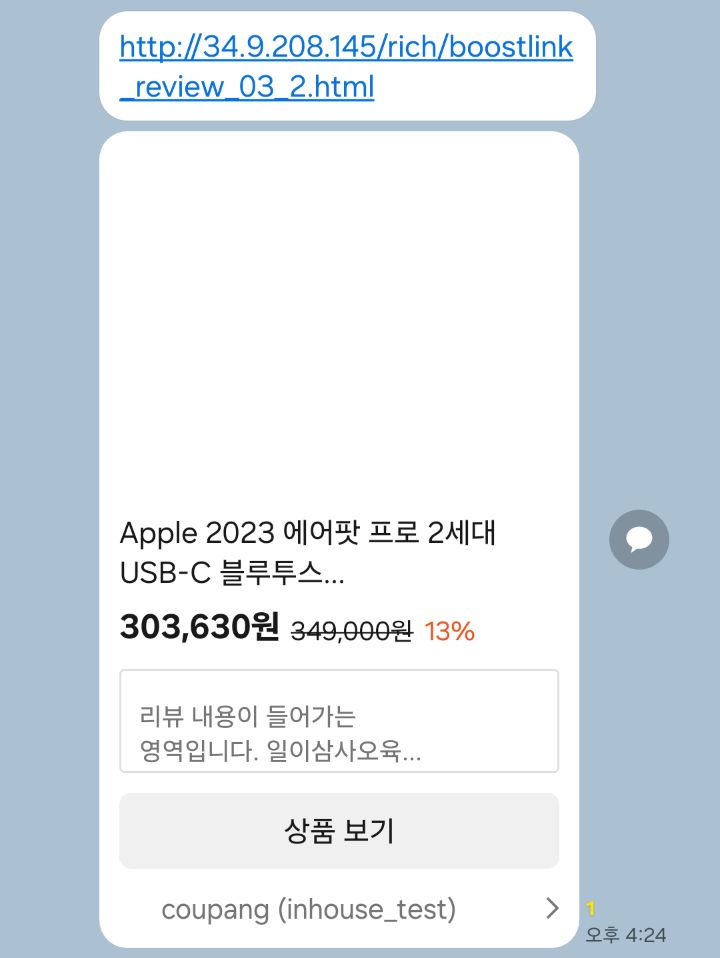 http://34.9.208.145/rich/boostlink
_review_03_2.html
Apple 2023 에어팟 프로 2세대
USB-C 블루투스...
303,630원 349,000원 13%
리뷰 내용이 들어가는
영역입니다. 일이삼사오육...
상품 보기
coupang (inhouse_test)
1
오후 4:24